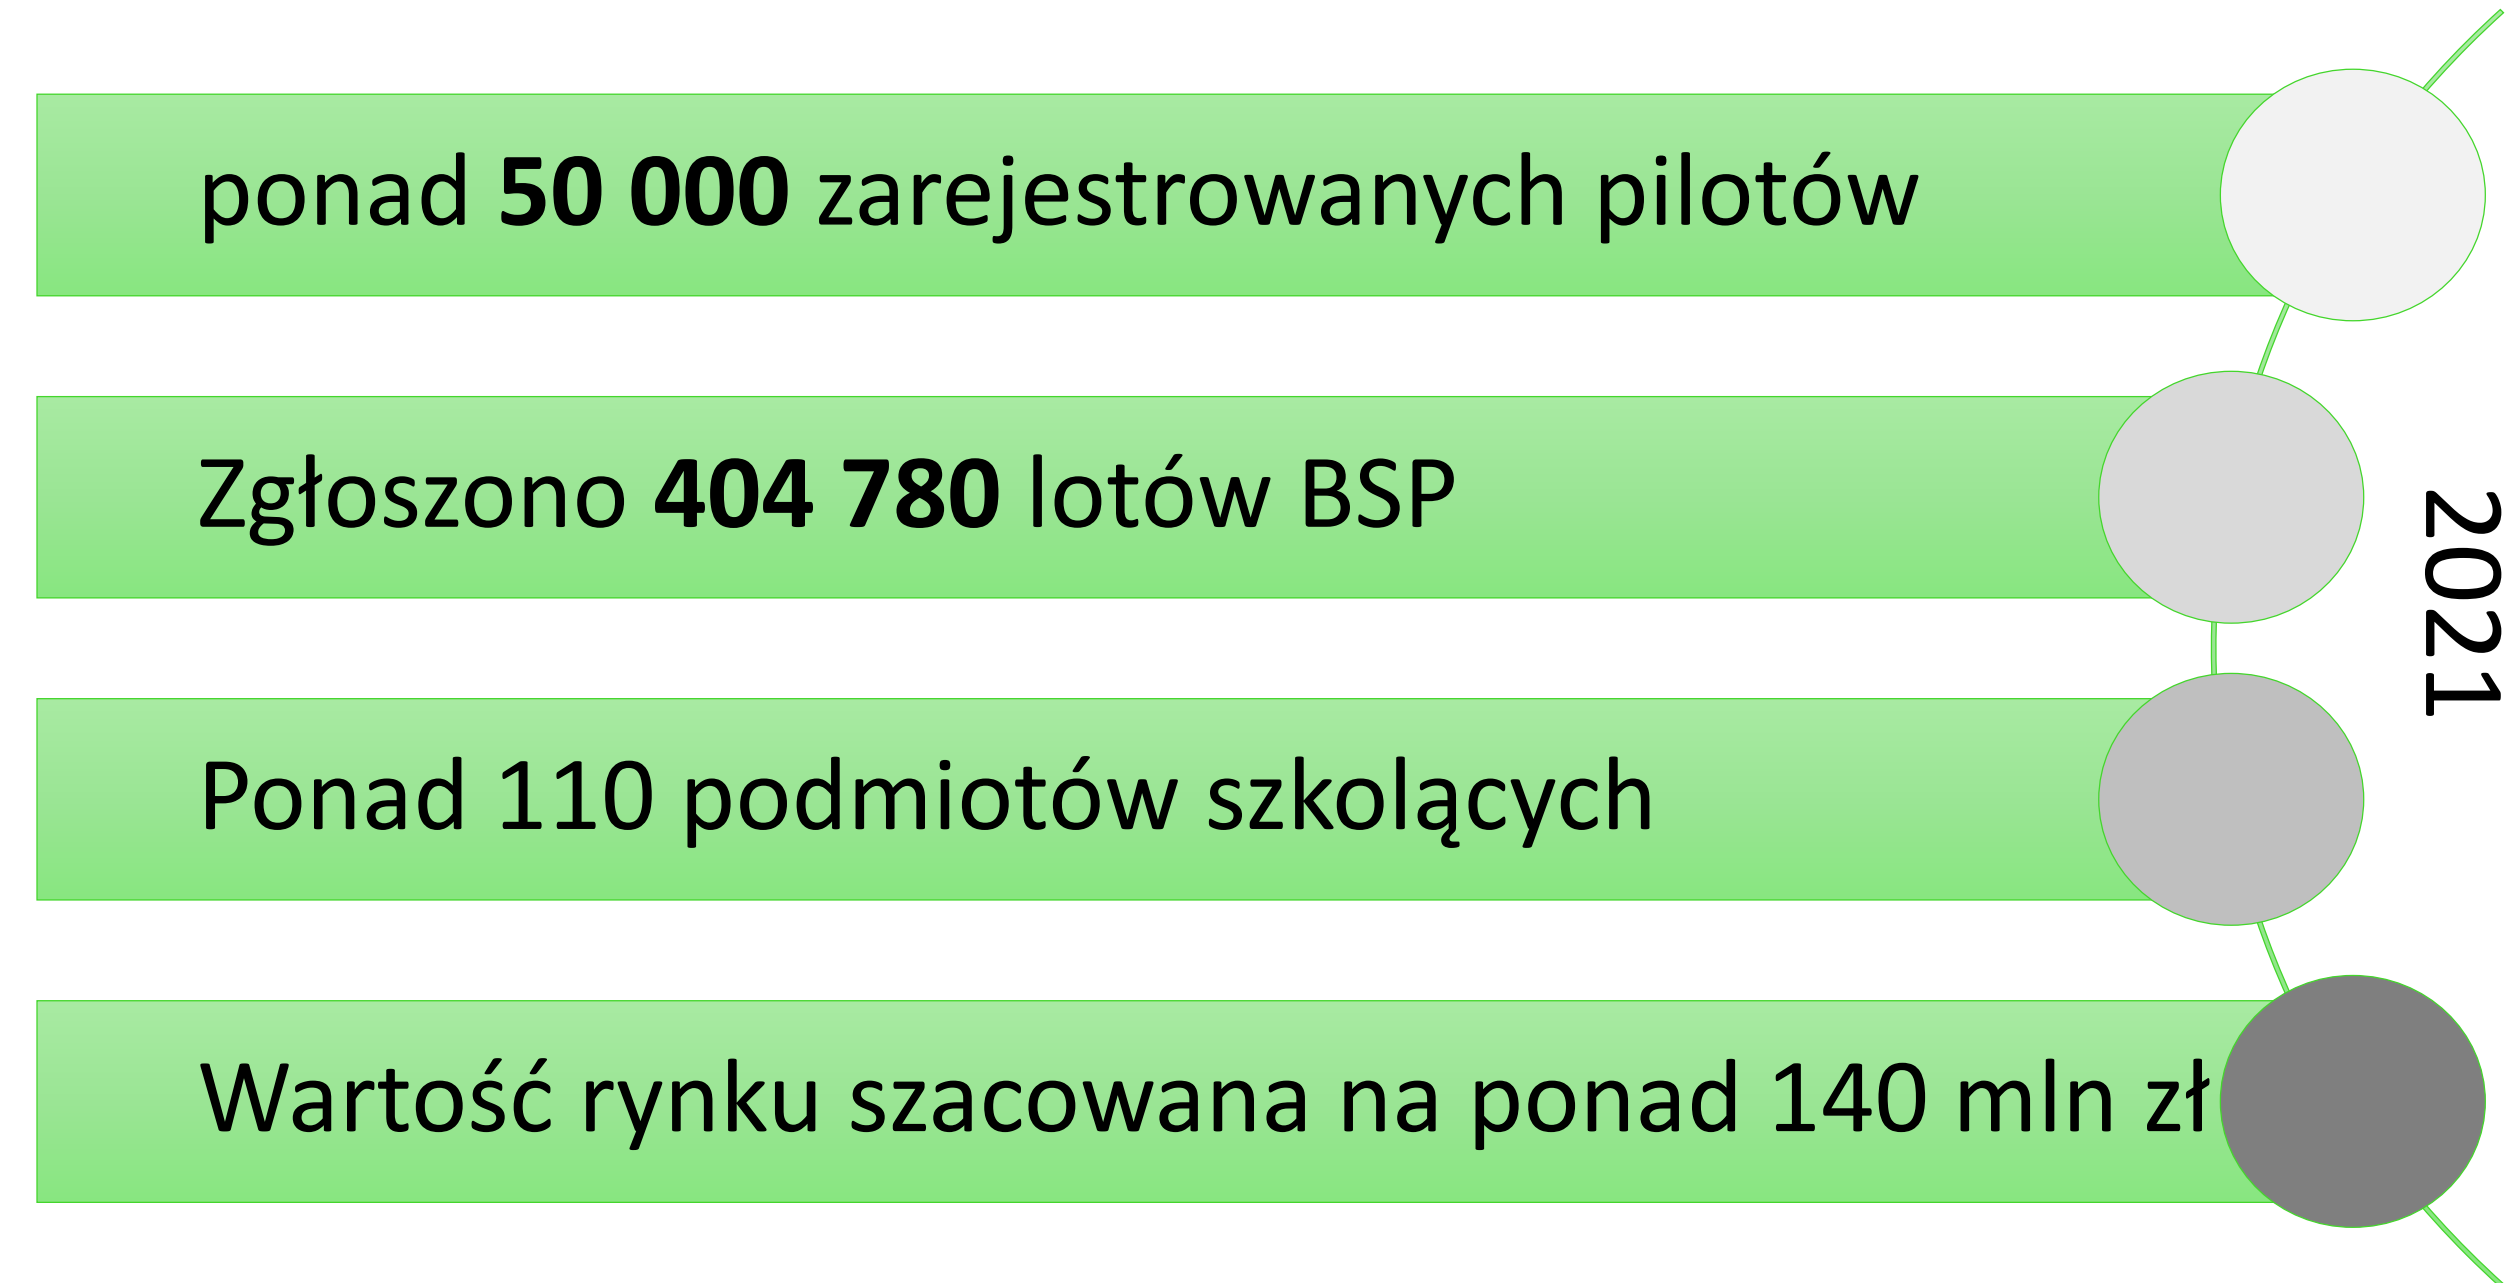 ponad 50 000 zarejestrowanych pilotów
Zgłoszono 404 780 lotów BSP
Ponad 110 podmiotów szkolących
Wartość rynku szacowana na ponad 140 mln zł
2021